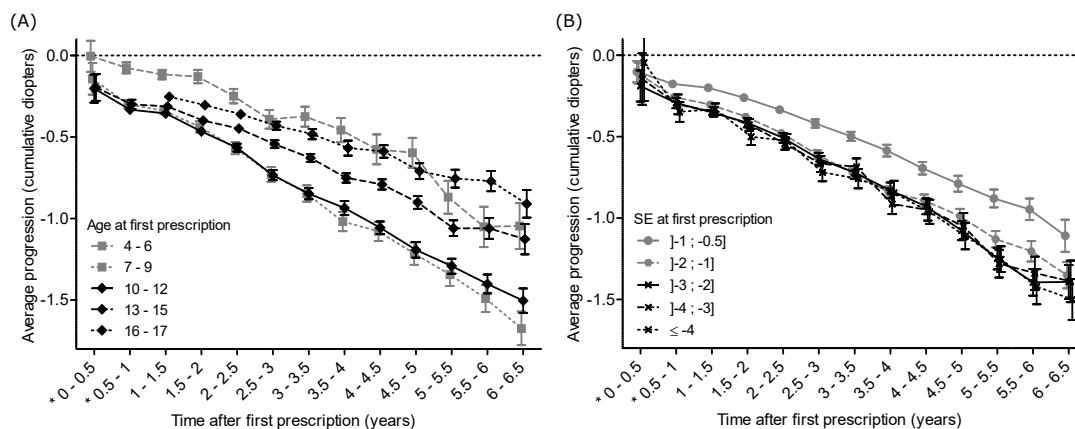 (A)
Average progression (cumulative diopters)
0.0
-0.5
-1.0
-1.5
Age at first prescription
4 - 6
7 - 9
10 - 12
13 - 15
16 - 17
* 0 - 0.5
* 0.5 - 1
1 - 1.5
1.5 - 2
2 - 2.5
2.5 - 3
3 - 3.5
3.5 - 4
4 - 4.5
4.5 - 5
5 - 5.5
5.5 - 6
6 - 6.5
Time after first prescription (years)
(B)
Average progression (cumulative diopters)
0.0
-0.5
-1.0
-1.5
SE at first prescription
]-1 ; -0.5]
]-2 ; -1]
]-3 ; -2]
]-4 ; -3]
≤ -4
* 0 - 0.5
* 0.5 - 1
1 - 1.5
1.5 - 2
2 - 2.5
2.5 - 3
3 - 3.5
3.5 - 4
4 - 4.5
4.5 - 5
5 - 5.5
5.5 - 6
6 - 6.5
Time after first prescription (years)